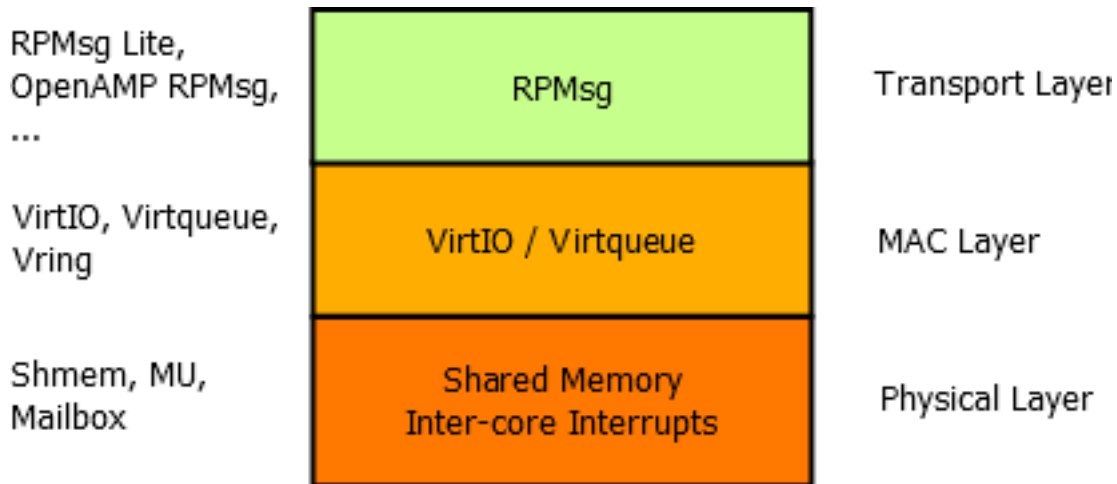 RPMsg Lite,
OpenAMP RPMsg,
...
RPMsg
Transport Layer
VirtIO, Virtqueue,
Vring
VirtIO / Virtqueue
MAC Layer
Shmem, MU,
Mailbox
Shared Memory
Inter-core Interrupts
Physical Layer